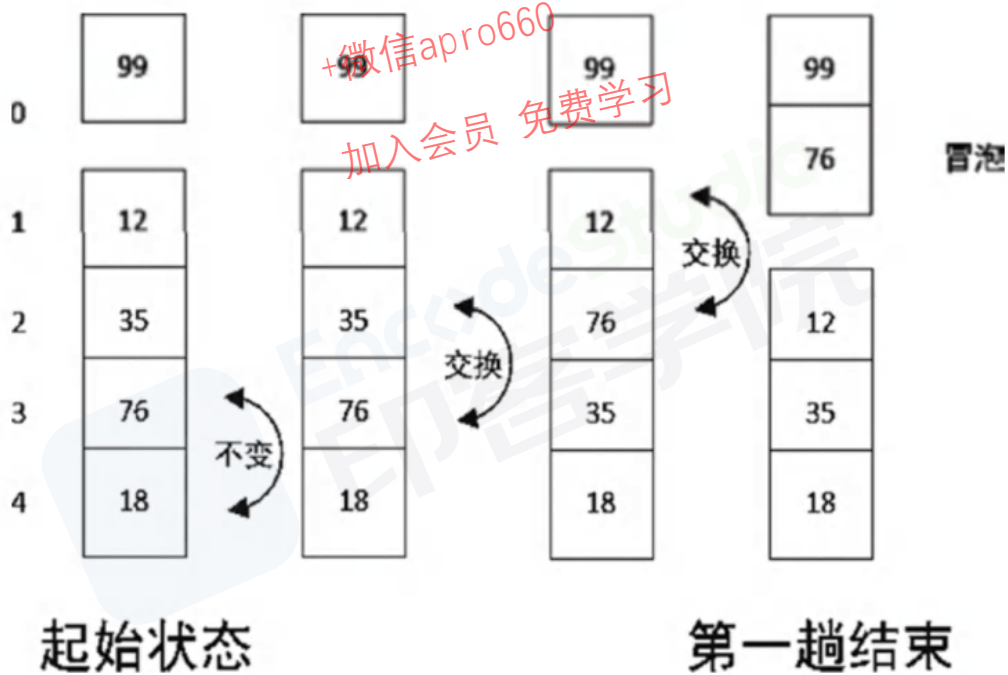 99 99 99 99
+微信apro660
0
加入会员 免费学习
76 冒泡
1 12 12 12
交换
2 35 35 76 12
交换
3 76 76 35 35
不变
4 18 18 18 18
EncodeStudio
印客学院
起始状态 第一趟结束